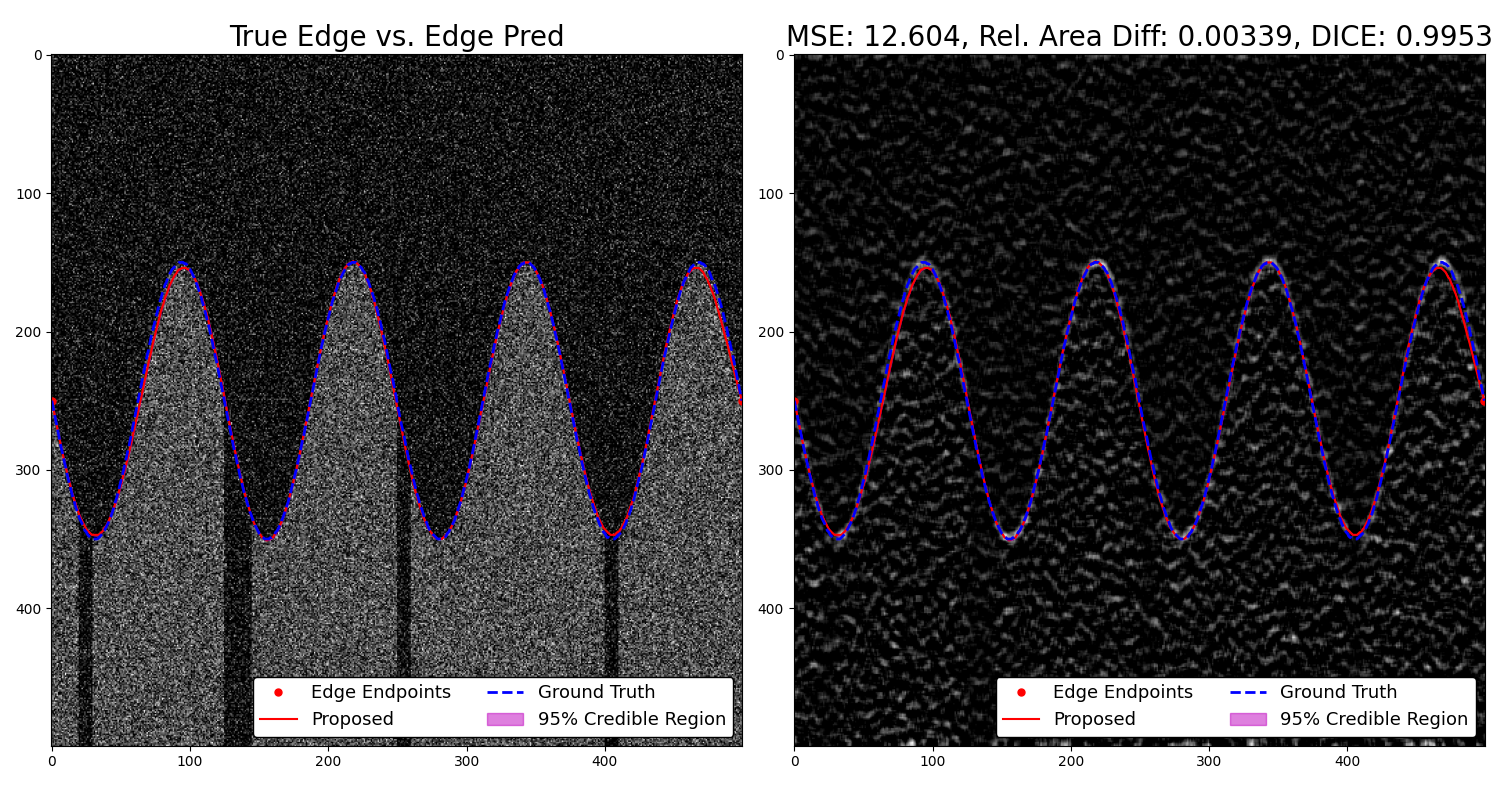 True Edge vs. Edge Pred
0
100
200
300
400
0
100
200
300
400
Edge Endpoints
Proposed
Ground Truth
95% Credible Region
MSE: 12.604, Rel. Area Diff: 0.00339, DICE: 0.9953
0
100
200
300
400
0
100
200
300
400
Edge Endpoints
Proposed
Ground Truth
95% Credible Region